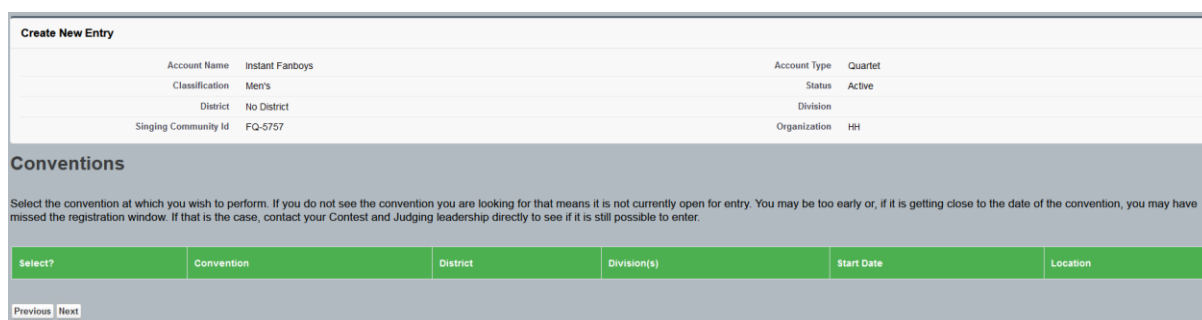 Create New Entry
Account Name Instant Fanboys Account Type Quartet
Classification Men's Status Active
District No District Division
Singing Community Id FQ-5757 Organization HH
Conventions
Select the convention at which you wish to perform. If you do not see the convention you are looking for that means it is not currently open for entry. You may be too early or, if it is getting close to the date of the convention, you may have
missed the registration window. If that is the case, contact your Contest and Judging leadership directly to see if it is still possible to enter.
Select? Convention District Division(s) Start Date Location
Previous Next